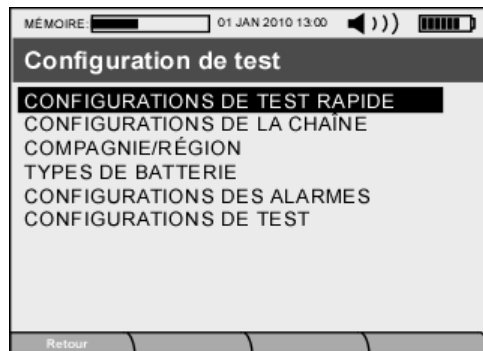 MÉMOIRE: 01 JAN 2010 13:00
Configuration de test
CONFIGURATIONS DE TEST RAPIDE
CONFIGURATIONS DE LA CHAÎNE
COMPAGNIE/RÉGION
TYPES DE BATTERIE
CONFIGURATIONS DES ALARMES
CONFIGURATIONS DE TEST
Retour